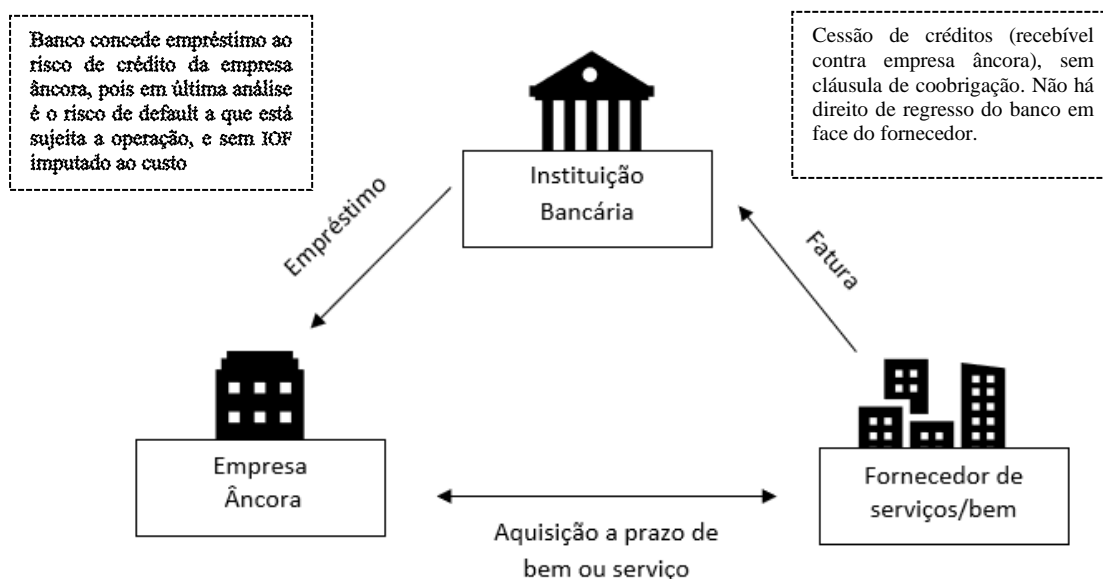 Banco concede empréstimo ao
risco de crédito da empresa
âncora, pois em última análise
é o risco de default a que está
sujeita a operação, e sem IOF
imputado ao custo
Cessão de créditos (recebível
contra empresa âncora), sem
cláusula de coobrigação. Não há
direito de regresso do banco em
face do fornecedor.
Instituição
Bancária
Empréstimo
Fatura
Empresa
Âncora
Fornecedor de
serviços/bem
Aquisição a prazo de
bem ou serviço